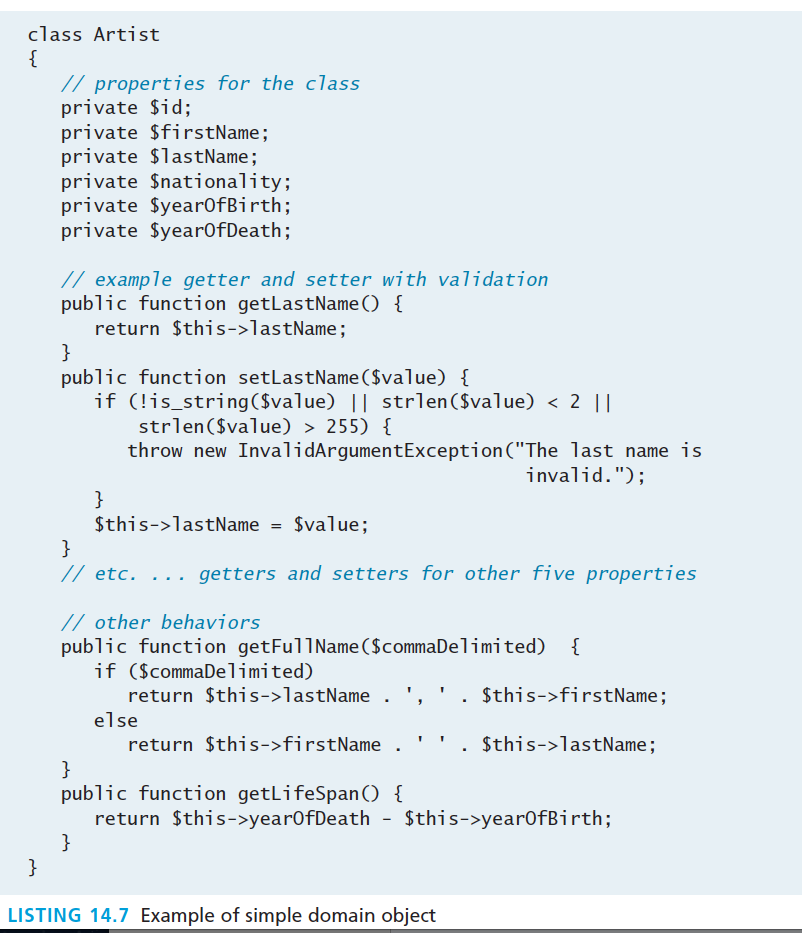 class Artist
{
   // properties for the class
   private $id;
   private $firstName;
   private $lastName;
   private $nationality;
   private $yearOfBirth;
   private $yearOfDeath;

   // example getter and setter with validation
   public function getLastName() {
      return $this->lastName;
   }
   public function setLastName($value) {
      if (!is_string($value) || strlen($value) < 2 ||
          strlen($value) > 255) {
         throw new InvalidArgumentException("The last name is
                                             invalid.");
      }
      $this->lastName = $value;
   }
   // etc. ... getters and setters for other five properties

   // other behaviors
   public function getFullName($commaDelimited)  {
      if ($commaDelimited)
         return $this->lastName . ', ' . $this->firstName;
      else
         return $this->firstName . ' ' . $this->lastName;
   }
   public function getLifeSpan() {
      return $this->yearOfDeath - $this->yearOfBirth;
   }
}
LISTING 14.7 Example of simple domain object